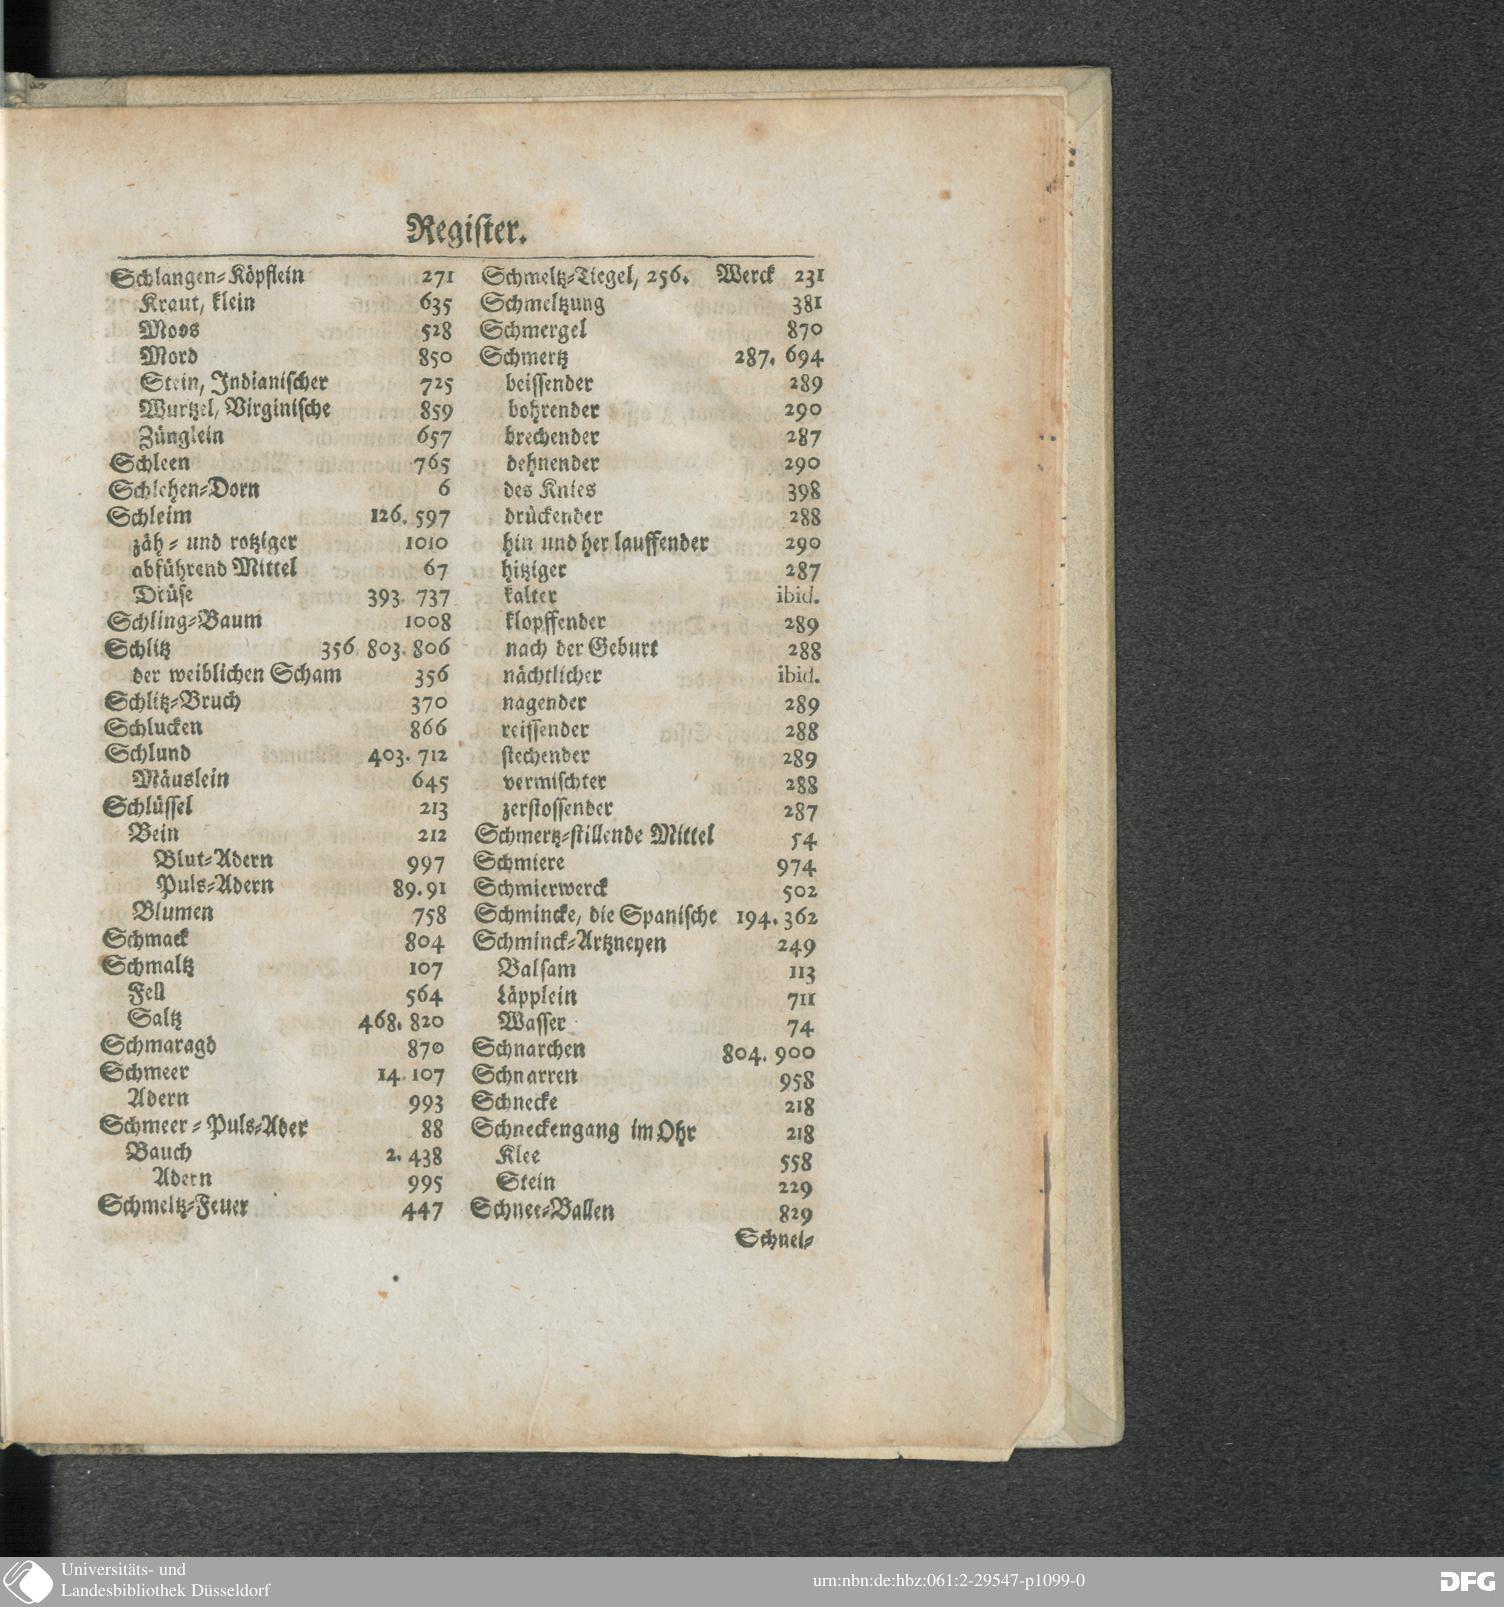 Register.
Schlangen-Köpflein 271
Kraut, klein 635
Moos 528
Mord 850
Stein, Indianischer 725
Wurtzel, Virginische 859
Zünglein 657
Schleen 765
Schlehen-Dorn 6
Schleim 126. 597
zäh- und rotziger 1010
abführend Mittel 67
Drüse 393. 737
Schling-Baum 1008
Schlitz 356 803. 806
der weiblichen Scham 356
Schlitz-Bruch 370
Schlucken 866
Schlund 403. 712
Mäuslein 645
Schlüssel 213
Bein 212
Blut-Adern 997
Puls-Adern 89. 91
Blumen 758
Schmack 804
Schmaltz 107
Fell 564
Saltz 468. 820
Schmaragd 870
Schmeer 14. 107
Adern 993
Schmeer-Puls-Ader 88
Bauch 2. 438
Adern 995
Schmeltz-Feuer 447
Schmeltz-Tiegel, 256. Werck 231
Schmeltzung 381
Schmergel 870
Schmertz 287. 694
beissender 289
bohrender 290
brechender 287
dehnender 290
des Knies 398
drückender 288
hin und her lauffender 290
hitziger 287
kalter ibid.
klopffender 289
nach der Geburt 288
nächtlicher ibid.
nagender 289
reissender 288
stechender 289
vermischter 288
zerstossender 287
Schmertz-stillende Mittel 54
Schmiere 974
Schmierwerck 502
Schmincke, die Spanische 194. 362
Schminck-Artzneyen 249
Balsam 113
Läpplein 711
Wasser 74
Schnarchen 804. 900
Schnarren 958
Schnecke 218
Schneckengang im Ohr 218
Klee 558
Stein 229
Schnee-Ballen 829
Schnei-
Universitäts- und
Landesbibliothek Düsseldorf
urn:nbn:de:hbz:061:2-29547-p1099-0
DFG